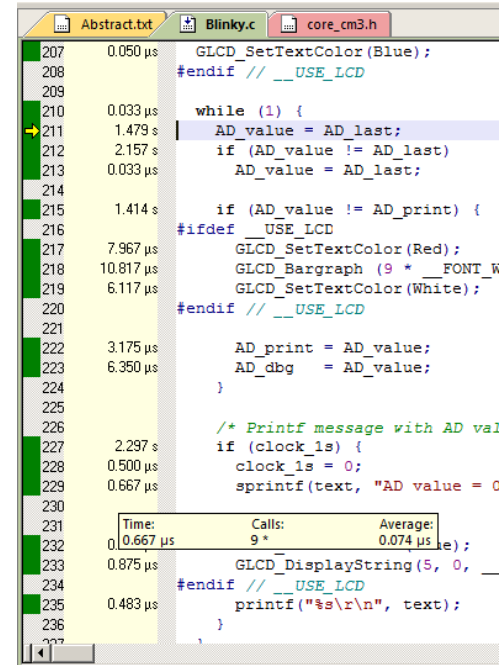 Abstract.txt Blinky.c core_cm3.h
207 0.050 µs GLCD_SetTextColor(Blue);
208 #endif // __USE_LCD
209
210 0.033 µs while (1) {
211 1.479 s AD_value = AD_last;
212 2.157 s if (AD_value != AD_last)
213 0.033 µs AD_value = AD_last;
214
215 1.414 s if (AD_value != AD_print) {
216 #ifdef __USE_LCD
217 7.967 µs GLCD_SetTextColor(Red);
218 10.817 µs GLCD_Bargraph (9 * __FONT_W
219 6.117 µs GLCD_SetTextColor(White);
220 #endif // __USE_LCD
221
222 3.175 µs AD_print = AD_value;
223 6.350 µs AD_dbg = AD_value;
224 }
225
226 /* Printf message with AD val
227 2.297 s if (clock_1s) {
228 0.500 µs clock_1s = 0;
229 0.667 µs sprintf(text, "AD value = 0
230
231 Time: Calls: Average:
232 0.667 µs 9 * 0.074 µs e);
233 0.875 µs GLCD_DisplayString(5, 0, __
234 #endif // __USE_LCD
235 0.483 µs printf("%s\r\n", text);
236 }